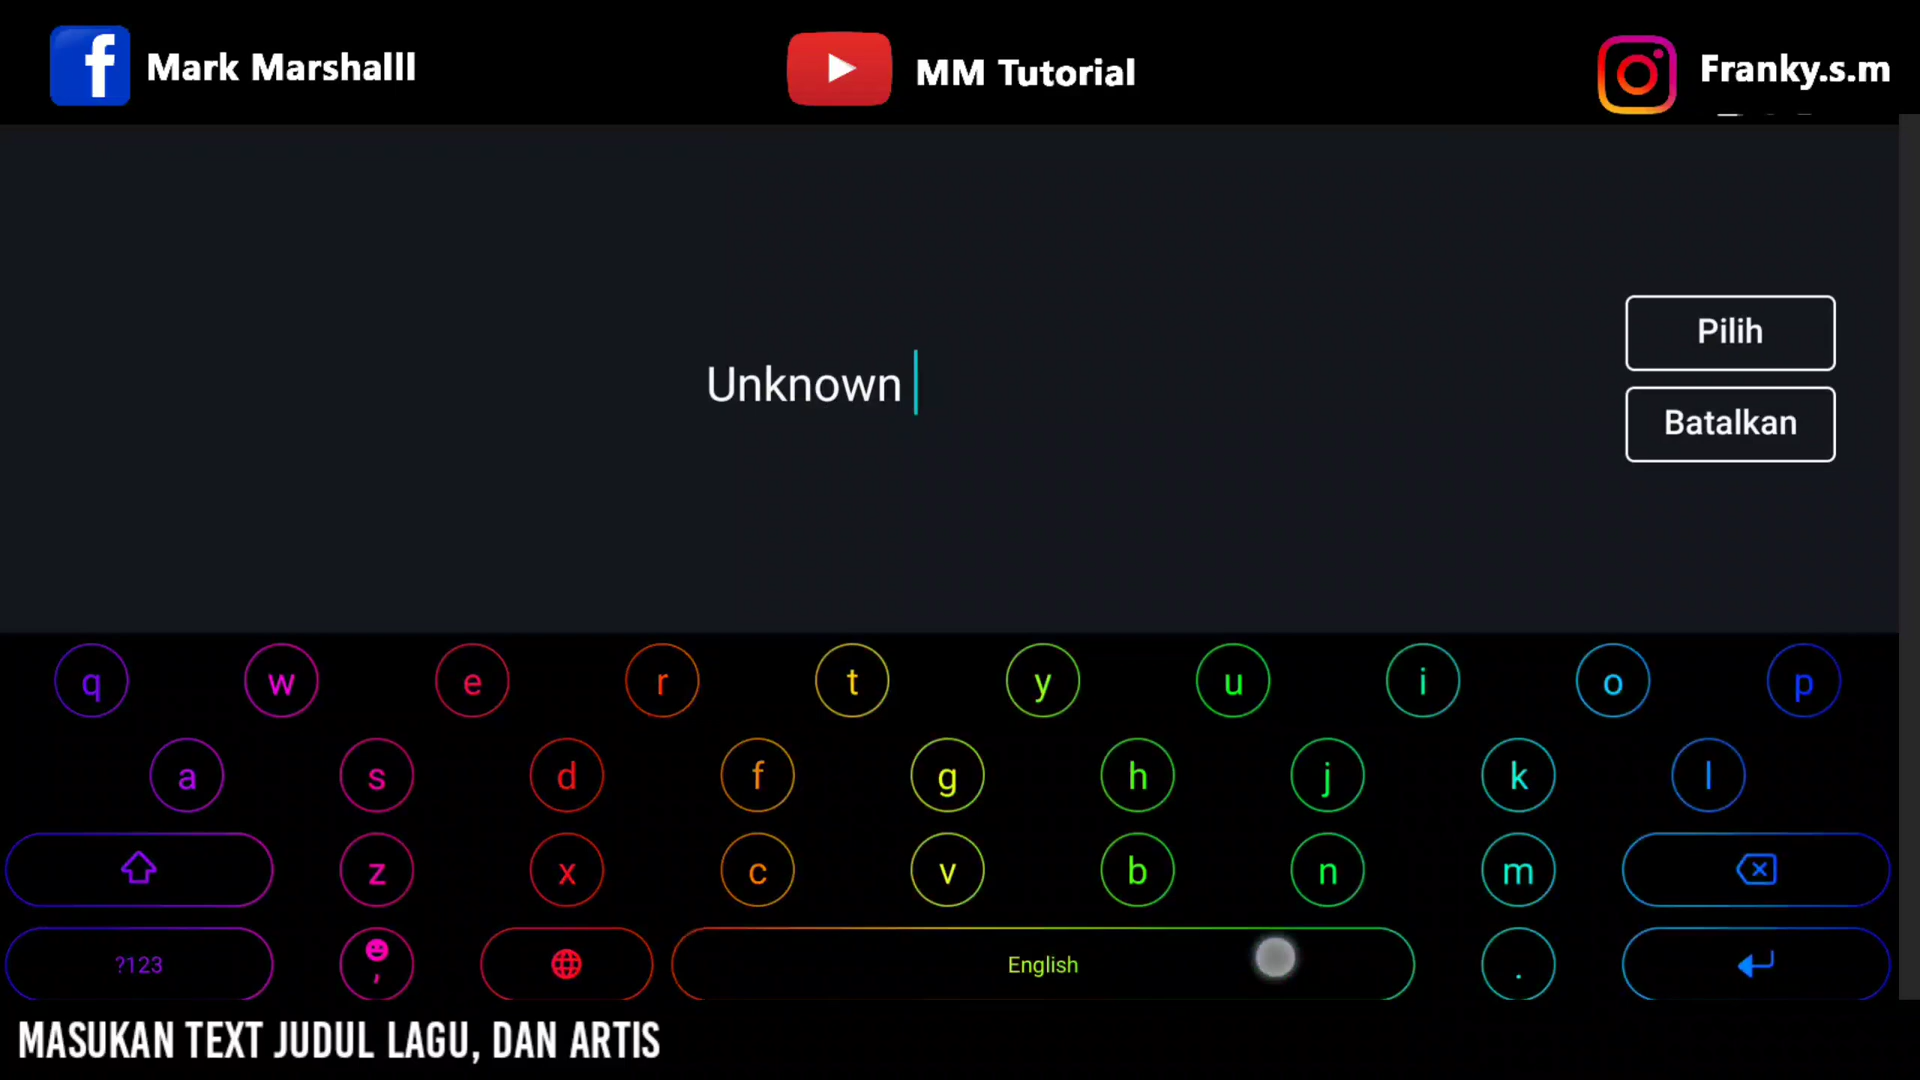 Mark Marshalll
MM Tutorial
Franky.s.m
Unknown
Pilih
Batalkan
q w e r t y u i o p
a s d f g h j k l
z x c v b n m
?123 , English .
MASUKAN TEXT JUDUL LAGU, DAN ARTIS